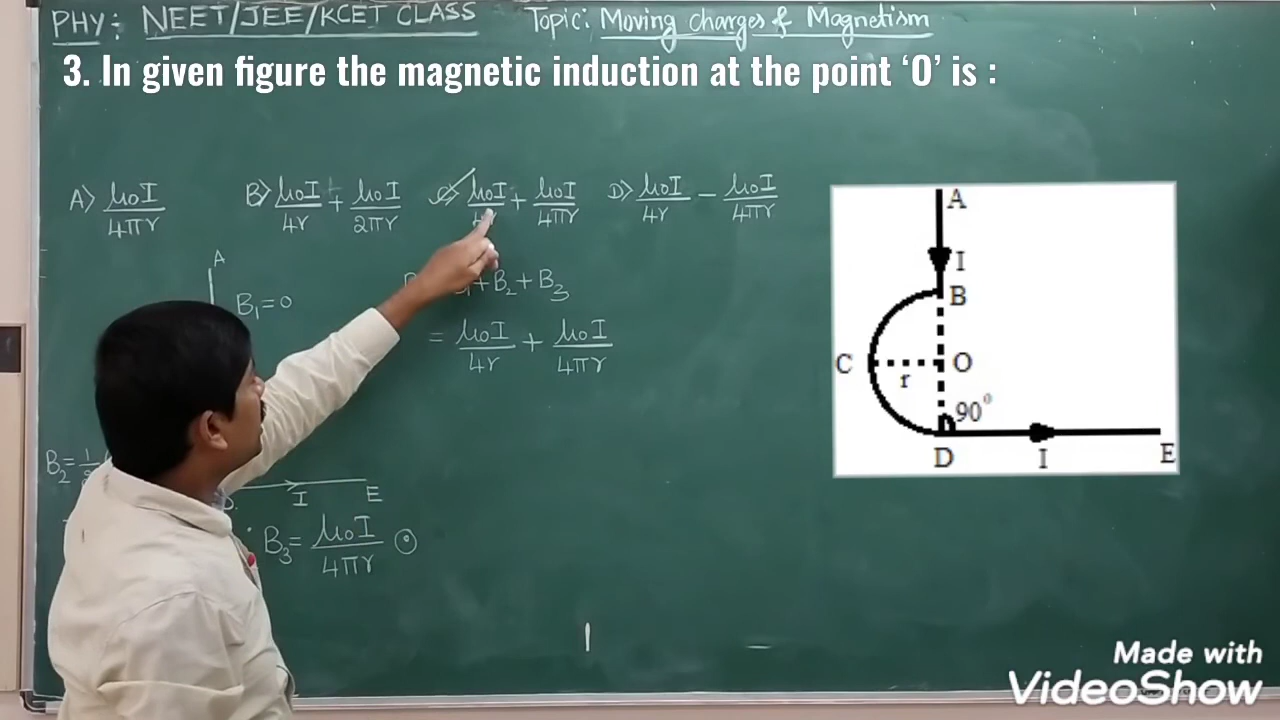 PHY: NEET/JEE/KCET CLASS Topic: Moving charges & Magnetism
3. In given figure the magnetic induction at the point ‘O’ is :
A) μ₀I/4πr B) μ₀I/4r + μ₀I/2πr C) μ₀I/ + μ₀I/4πr D) μ₀I/4r - μ₀I/4πr
A
B₁=0
+B₂+B₃
= μ₀I/4r + μ₀I/4πr
B₂=
I E
∴ B₃= μ₀I/4πr ⊙
A
I
B
C r O
90°
D I E
Made with
VideoShow